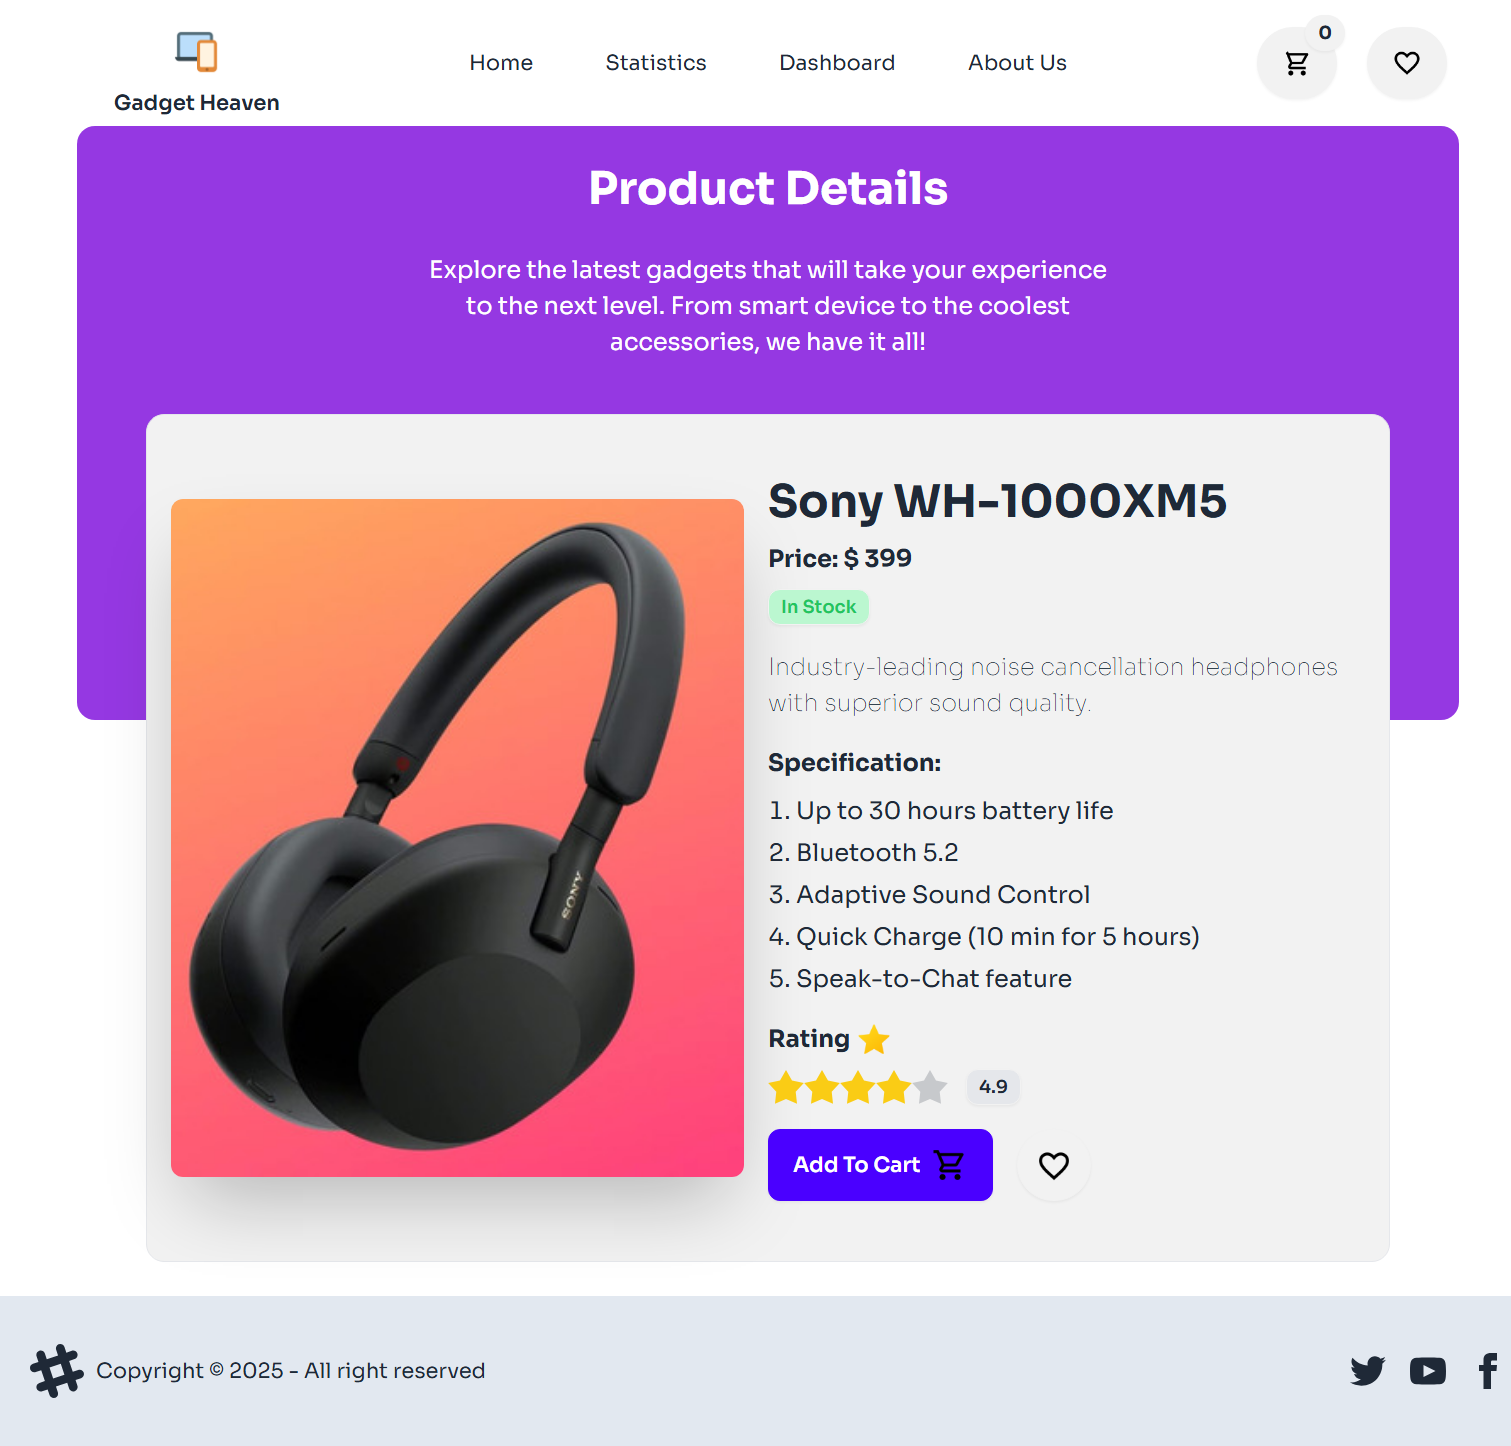 Gadget Heaven
Home
Statistics
Dashboard
About Us
0
Product Details
Explore the latest gadgets that will take your experience
to the next level. From smart device to the coolest
accessories, we have it all!
SONY
Sony WH-1000XM5
Price: $ 399
In Stock
Industry-leading noise cancellation headphones
with superior sound quality.
Specification:
1. Up to 30 hours battery life
2. Bluetooth 5.2
3. Adaptive Sound Control
4. Quick Charge (10 min for 5 hours)
5. Speak-to-Chat feature
Rating
4.9
Add To Cart
Copyright © 2025 - All right reserved